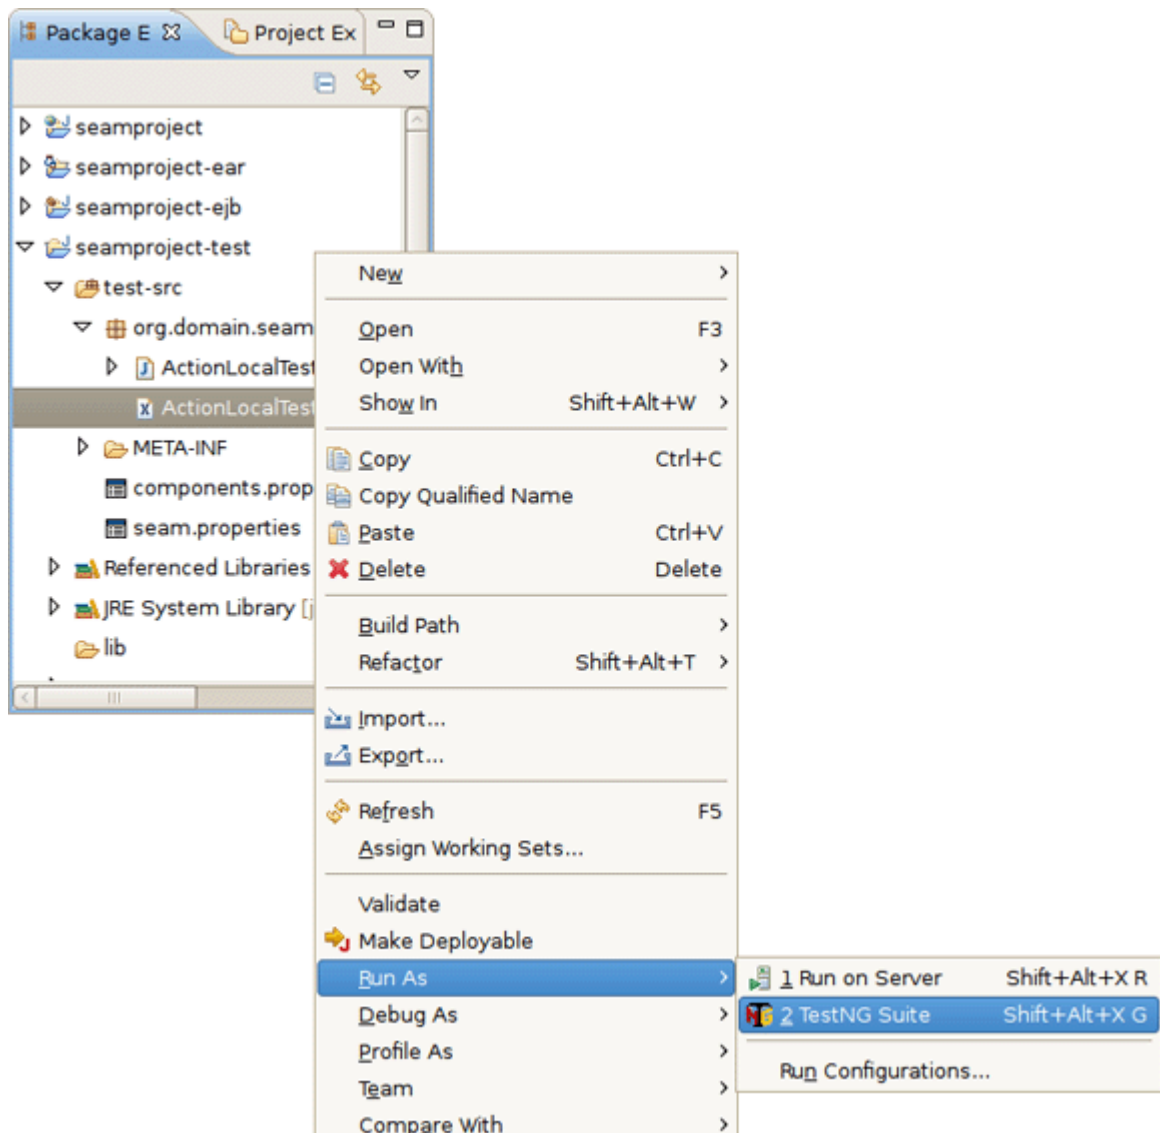 Package E
Project Ex
seamproject
seamproject-ear
seamproject-ejb
seamproject-test
test-src
org.domain.seam
ActionLocalTest
ActionLocalTest
META-INF
components.prop
seam.properties
Referenced Libraries
JRE System Library [j
lib
New
Open F3
Open With
Show In Shift+Alt+W
Copy Ctrl+C
Copy Qualified Name
Paste Ctrl+V
Delete Delete
Build Path
Refactor Shift+Alt+T
Import...
Export...
Refresh F5
Assign Working Sets...
Validate
Make Deployable
Run As
Debug As
Profile As
Team
Compare With
1 Run on Server Shift+Alt+X R
2 TestNG Suite Shift+Alt+X G
Run Configurations...